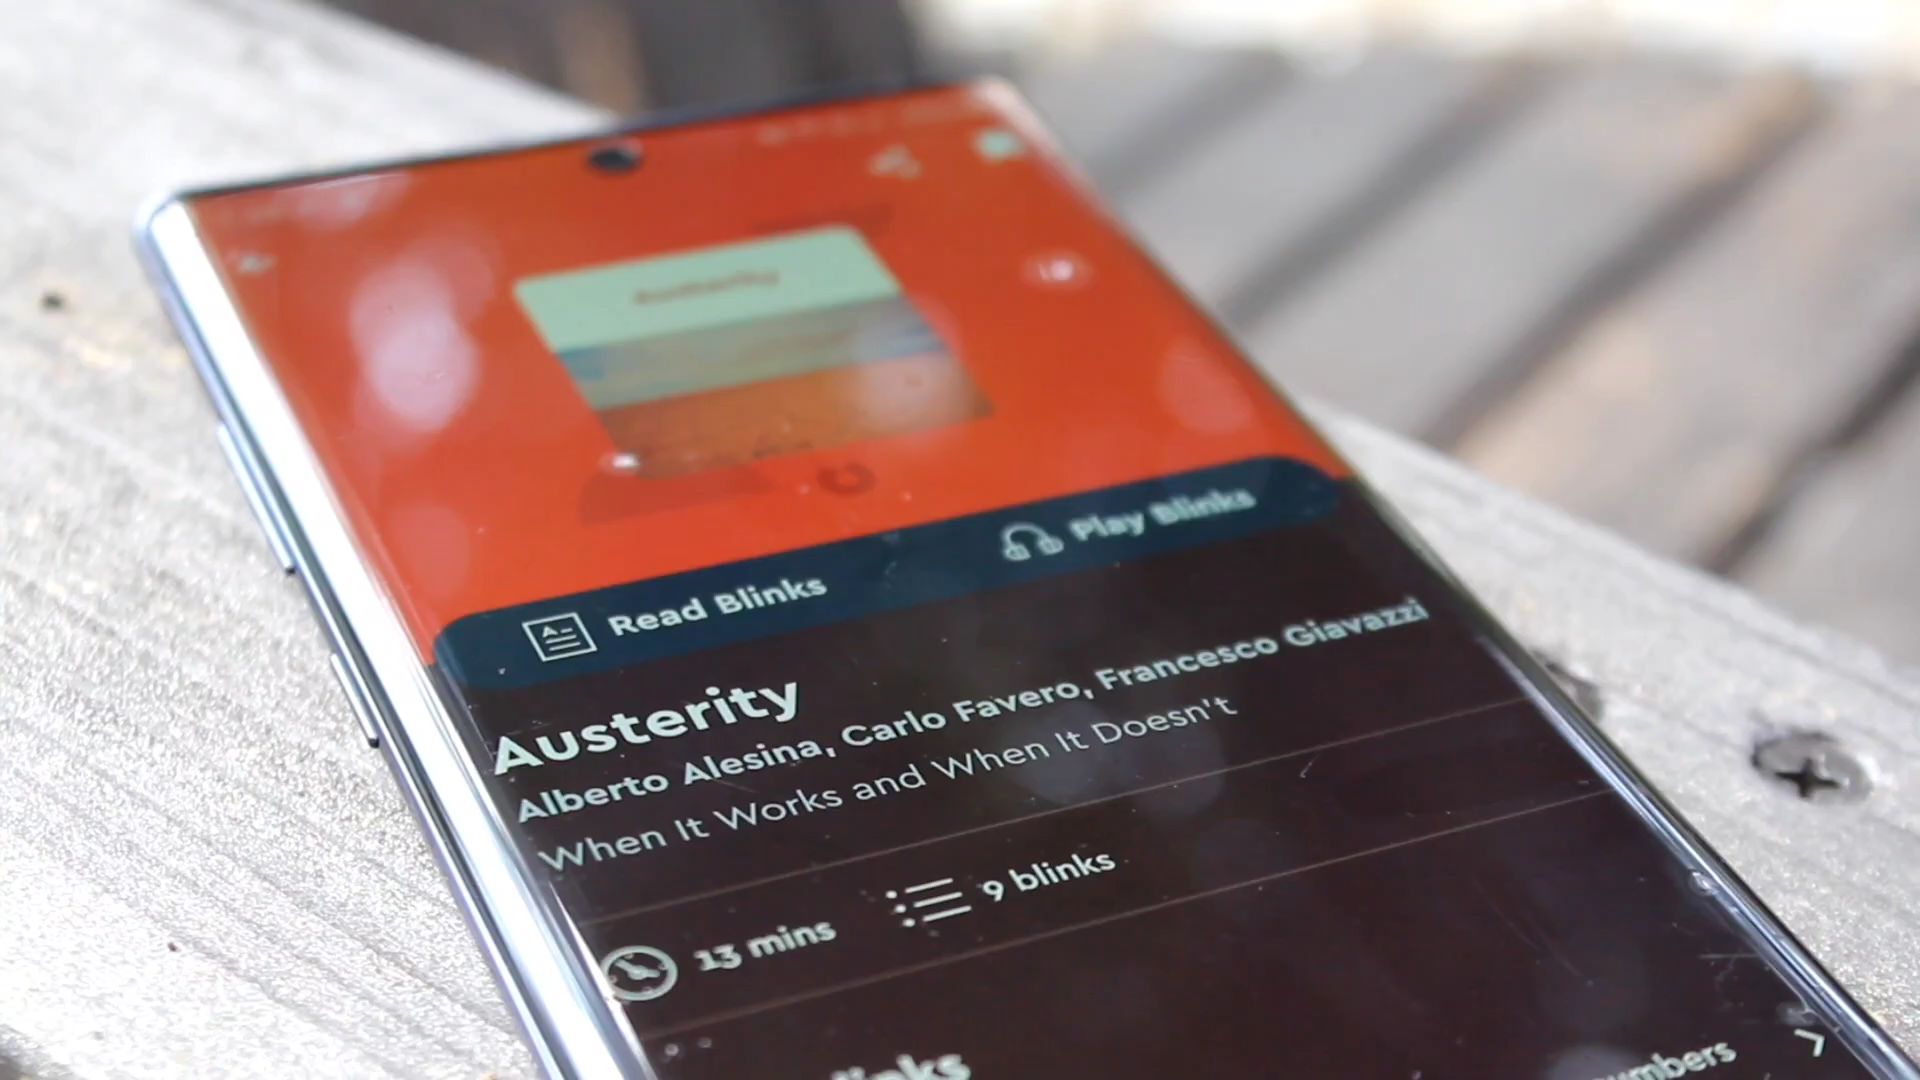 Austerity
Read Blinks
Play Blinks
Austerity
Alberto Alesina, Carlo Favero, Francesco Giavazzi
When It Works and When It Doesn't
13 mins
9 blinks